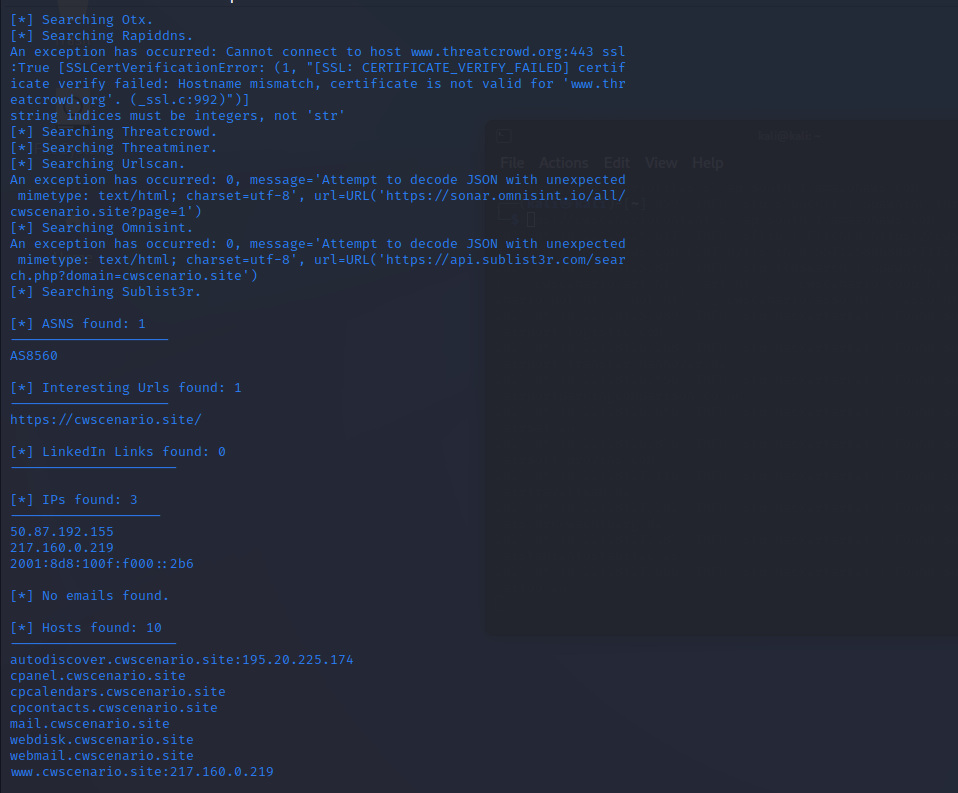 [*] Searching Otx.
[*] Searching Rapiddns.
An exception has occurred: Cannot connect to host www.threatcrowd.org:443 ssl
:True [SSLCertVerificationError: (1, "[SSL: CERTIFICATE_VERIFY_FAILED] certif
icate verify failed: Hostname mismatch, certificate is not valid for 'www.thr
eatcrowd.org'. (_ssl.c:992)")]
string indices must be integers, not 'str'
[*] Searching Threatcrowd.
[*] Searching Threatminer.
[*] Searching Urlscan.
An exception has occurred: 0, message='Attempt to decode JSON with unexpected
 mimetype: text/html; charset=utf-8', url=URL('https://sonar.omnisint.io/all/
cwscenario.site?page=1')
[*] Searching Omnisint.
An exception has occurred: 0, message='Attempt to decode JSON with unexpected
 mimetype: text/html; charset=utf-8', url=URL('https://api.sublist3r.com/sear
ch.php?domain=cwscenario.site')
[*] Searching Sublist3r.
[*] ASNS found: 1
AS8560
[*] Interesting Urls found: 1
https://cwscenario.site/
[*] LinkedIn Links found: 0
[*] IPs found: 3
50.87.192.155
217.160.0.219
2001:8d8:100f:f000::2b6
[*] No emails found.
[*] Hosts found: 10
autodiscover.cwscenario.site:195.20.225.174
cpanel.cwscenario.site
cpcalendars.cwscenario.site
cpcontacts.cwscenario.site
mail.cwscenario.site
webdisk.cwscenario.site
webmail.cwscenario.site
www.cwscenario.site:217.160.0.219
File Actions Edit View Help